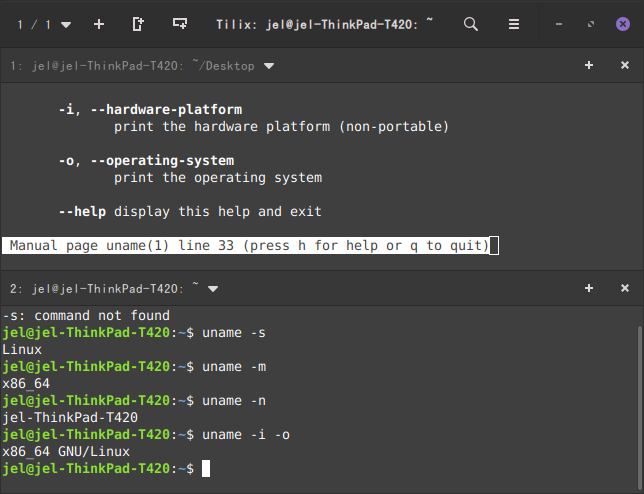 1 / 1 Tilix: jel@jel-ThinkPad-T420: ~
1: jel@jel-ThinkPad-T420: ~/Desktop
-i, --hardware-platform
print the hardware platform (non-portable)
-o, --operating-system
print the operating system
--help display this help and exit
Manual page uname(1) line 33 (press h for help or q to quit)
2: jel@jel-ThinkPad-T420: ~
-s: command not found
jel@jel-ThinkPad-T420:~$ uname -s
Linux
jel@jel-ThinkPad-T420:~$ uname -m
x86_64
jel@jel-ThinkPad-T420:~$ uname -n
jel-ThinkPad-T420
jel@jel-ThinkPad-T420:~$ uname -i -o
x86_64 GNU/Linux
jel@jel-ThinkPad-T420:~$